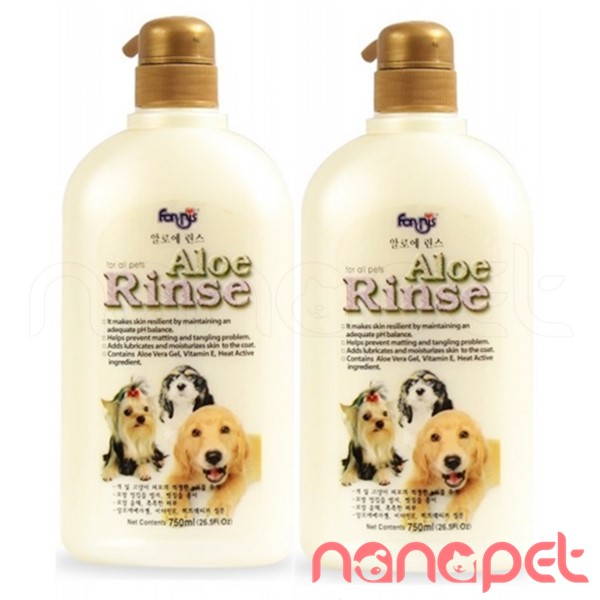 Fonnis
알로에 린스
for all pets
Aloe
Rinse
It makes skin resilient by maintaining an
adequate pH balance.
Helps prevent matting and tangling problem.
Adds lubricates and moisturizes skin to the coat.
Contains Aloe Vera Gel, Vitamin E, Heat Active
ingredient.
Net Contents 750ml (26.5Fl.Oz)
Fonnis
알로에 린스
for all pets
Aloe
Rinse
It makes skin resilient by maintaining an
adequate pH balance.
Helps prevent matting and tangling problem.
Adds lubricates and moisturizes skin to the coat.
Contains Aloe Vera Gel, Vitamin E, Heat Active
ingredient.
Net Contents 750ml (26.5Fl.Oz)
nanapet
nanapet